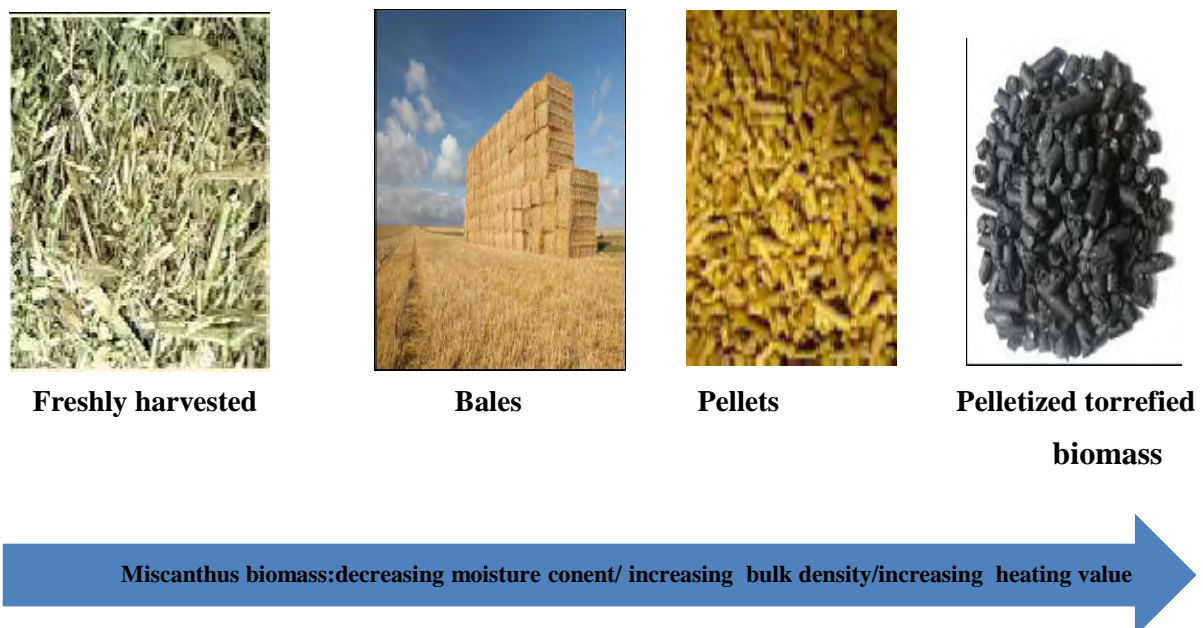 Freshly harvested
Bales
Pellets
Pelletized torrefied
biomass
Miscanthus biomass:decreasing moisture conent/ increasing bulk density/increasing heating value